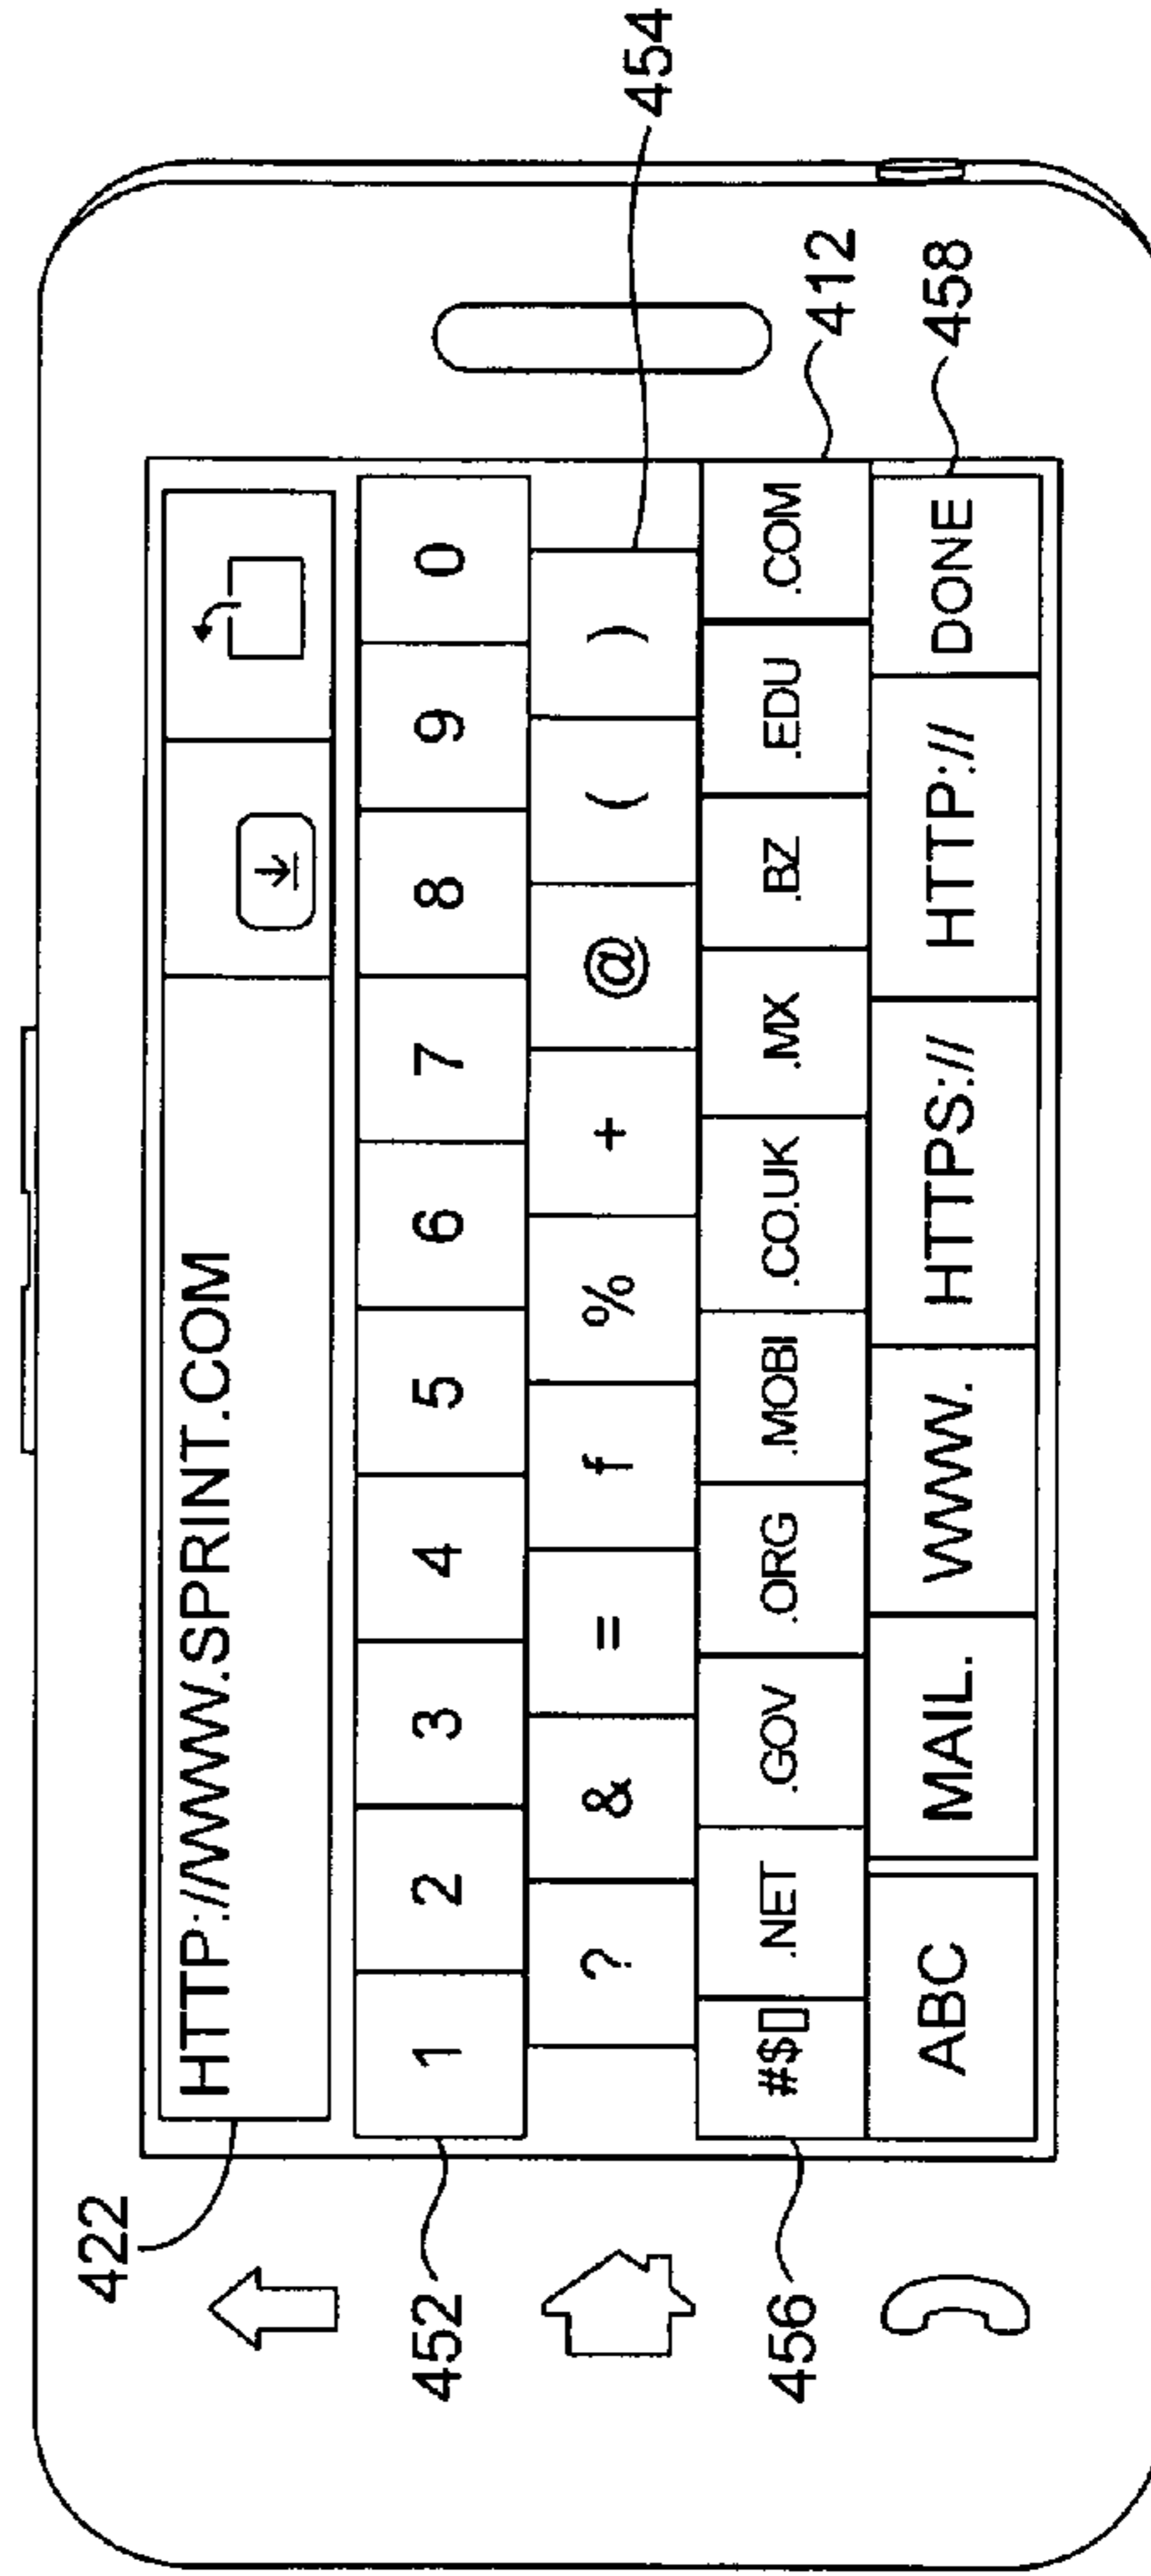 454
HTTP://WWW.SPRINT.COM
422
1 2 3 4 5 6 7 8 9 0
452
? & = f % + @ ( )
#$[] .NET .GOV .ORG .MOBI .CO.UK .MX .BZ .EDU .COM
456
412
ABC MAIL. WWW. HTTPS:// HTTP:// DONE
458